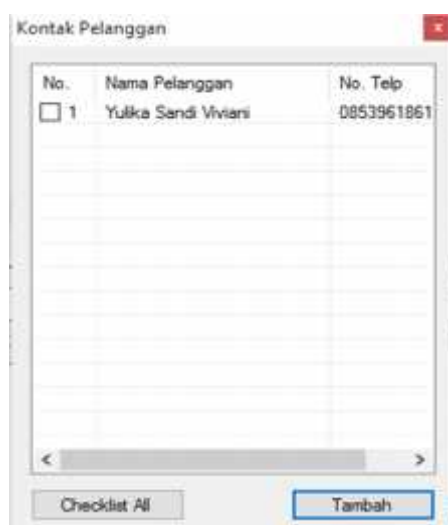 Kontak Pelanggan
No. Nama Pelanggan No. Telp
1 Yulika Sandi Viviani 0853961861
Checklist All Tambah